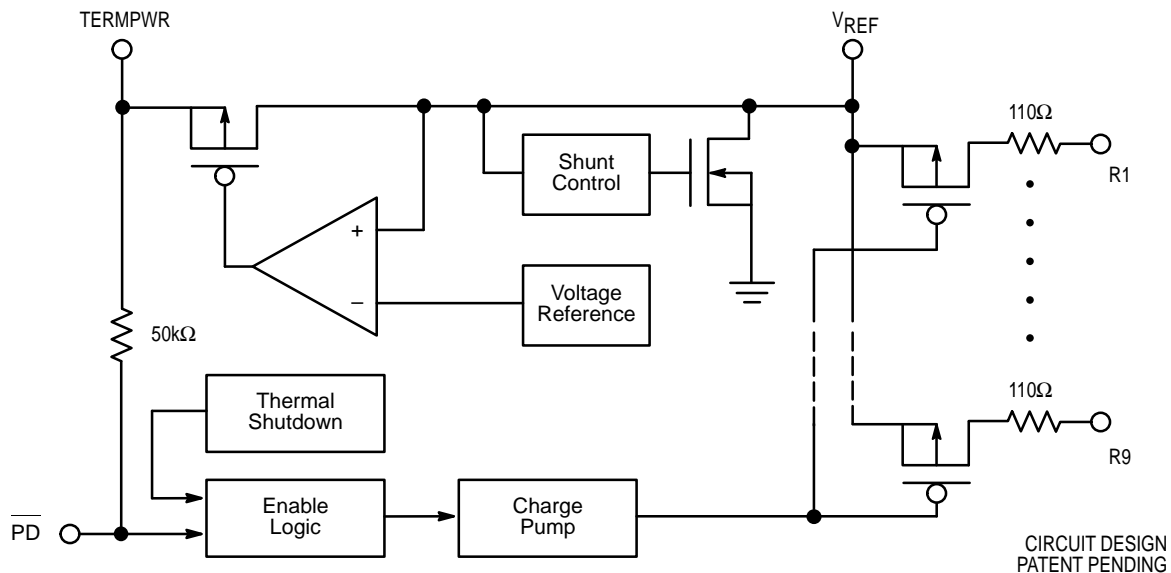 TERMPWR
VREF
110Ω
R1
Shunt
Control
+
–
Voltage
Reference
50kΩ
Thermal
Shutdown
110Ω
R9
PD
Enable
Logic
Charge
Pump
CIRCUIT DESIGN
PATENT PENDING